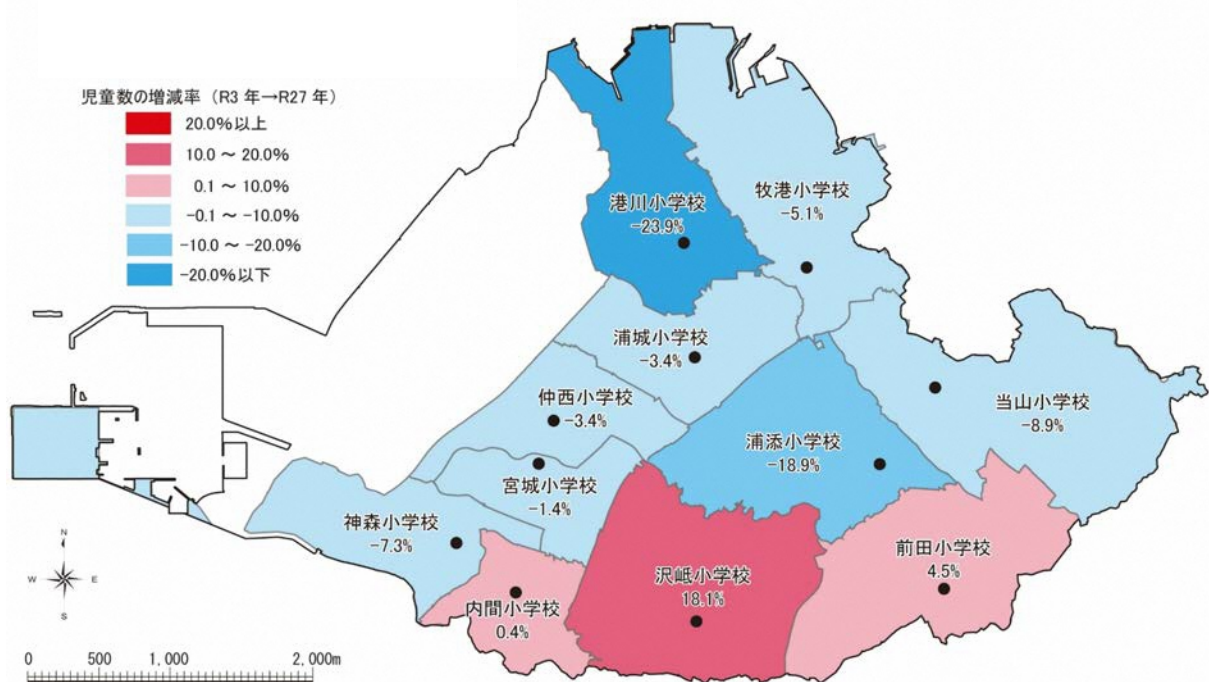 児童数の増減率（R3 年→R27 年）
20.0%以上
10.0 ～ 20.0%
0.1 ～ 10.0%
-0.1 ～ -10.0%
-10.0 ～ -20.0%
-20.0%以下
港川小学校
-23.9%
牧港小学校
-5.1%
浦城小学校
-3.4%
仲西小学校
-3.4%
当山小学校
-8.9%
浦添小学校
-18.9%
宮城小学校
-1.4%
神森小学校
-7.3%
前田小学校
4.5%
沢岻小学校
18.1%
内間小学校
0.4%
N
W E
S
0 500 1,000 2,000m